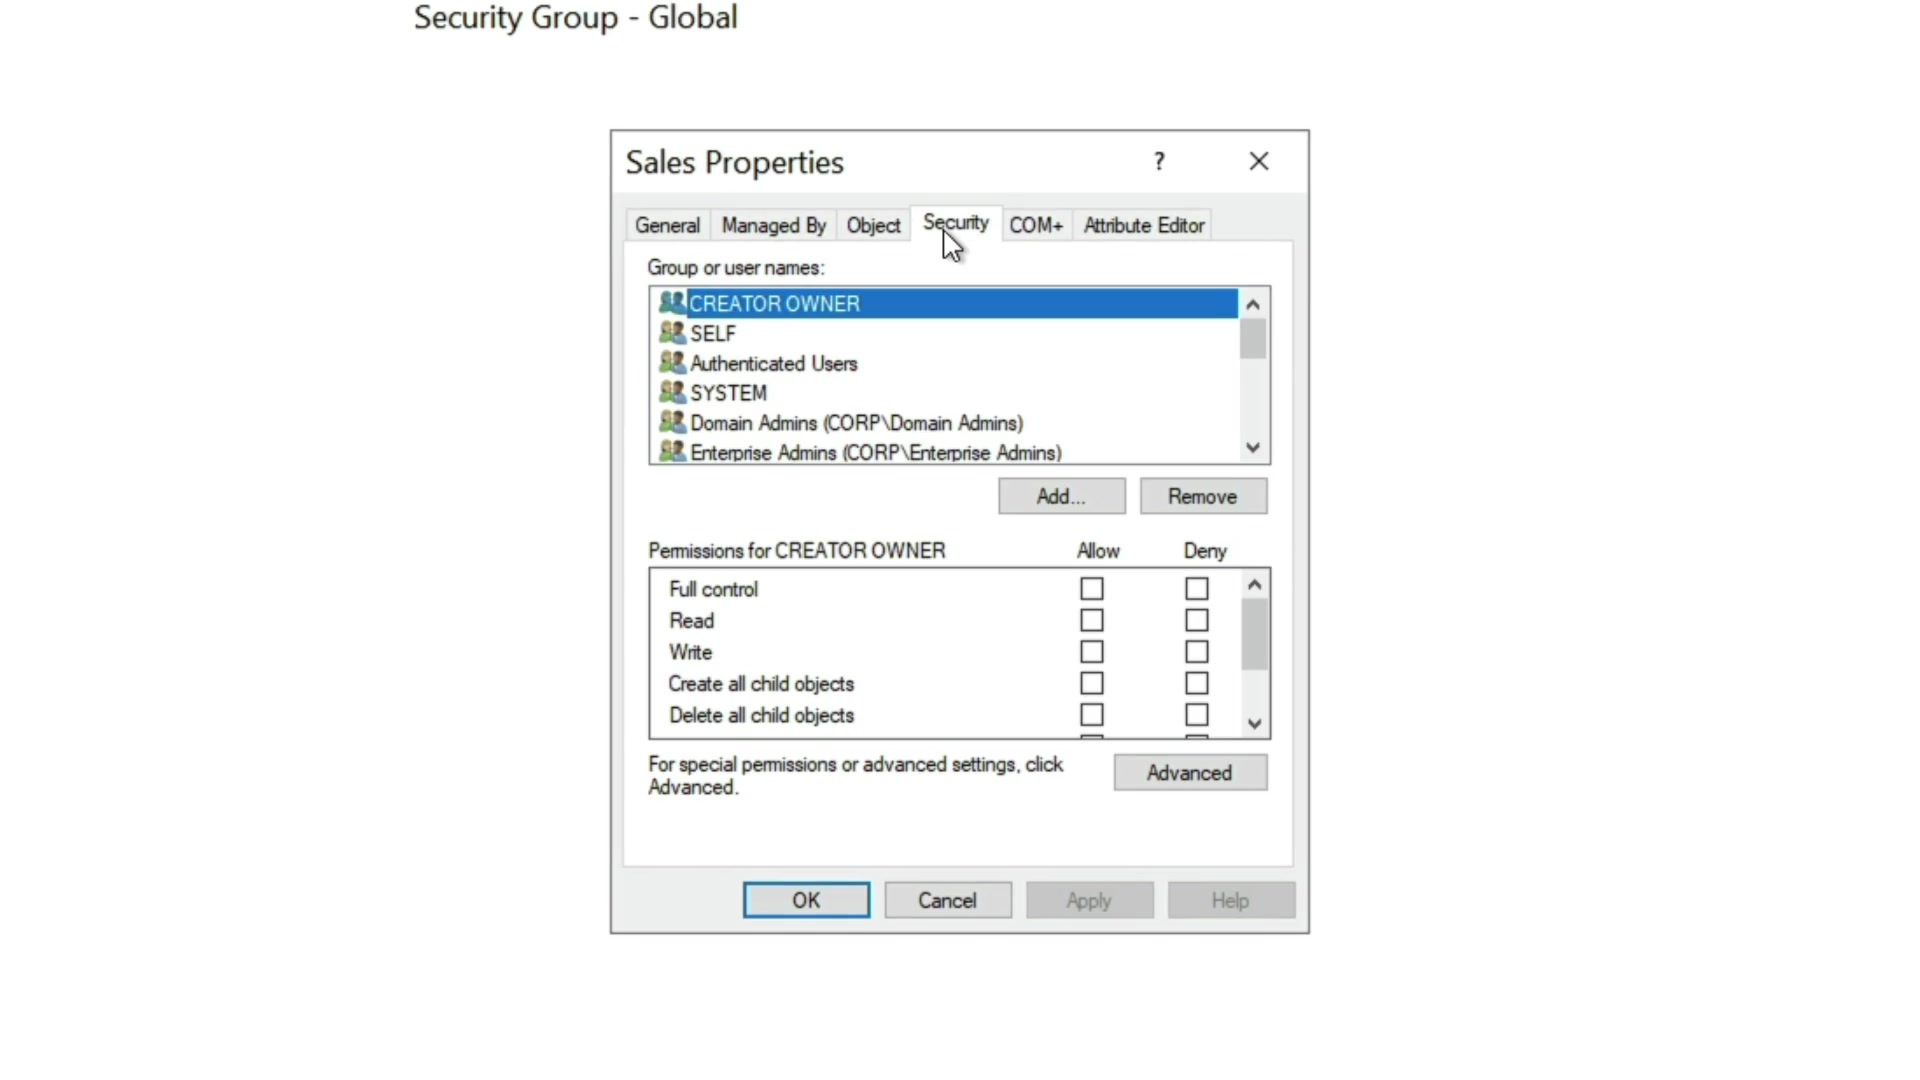 Security Group - Global
Sales Properties
?
General Managed By Object Security COM+ Attribute Editor
Group or user names:
CREATOR OWNER
SELF
Authenticated Users
SYSTEM
Domain Admins (CORP\Domain Admins)
Enterprise Admins (CORP\Enterprise Admins)
Add... Remove
Permissions for CREATOR OWNER Allow Deny
Full control
Read
Write
Create all child objects
Delete all child objects
For special permissions or advanced settings, click
Advanced.
Advanced
OK Cancel Apply Help